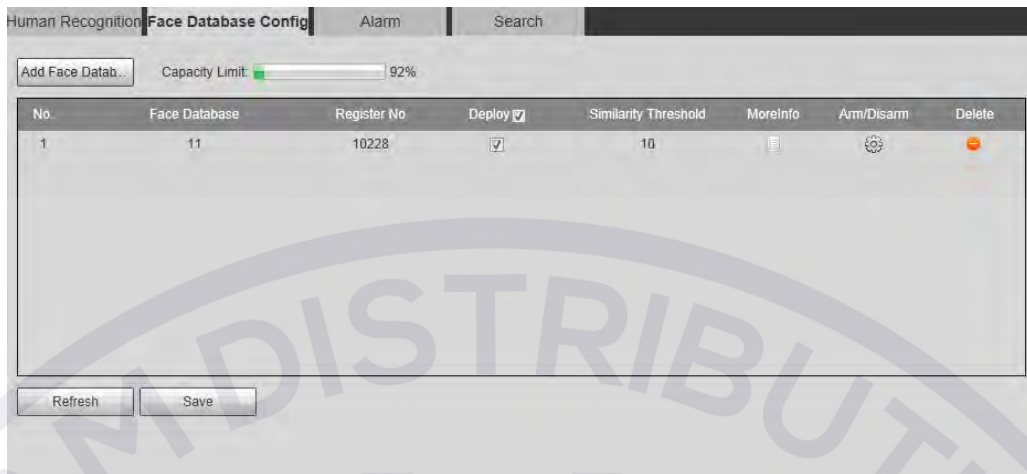 Human Recognition Face Database Config Alarm Search
Add Face Datab... Capacity Limit: 92%
No. Face Database Register No Deploy Similarity Threshold MoreInfo Arm/Disarm Delete
1 11 10228 10
Refresh Save
DISTRIBU